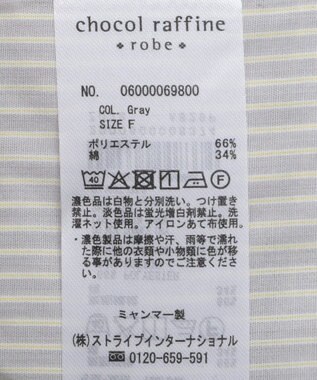 chocol raffine
robe
NO. 06000069800
COL. Gray
SIZE F
ポリエステル 66%
綿 34%
40 F
濃色品は白物と分別洗い。つけ置き
禁止。淡色品は蛍光増白剤禁止。洗
濯ネット使用。アイロンあて布使用。
・濃色製品は摩擦や汗、雨等で濡れ
た際に他の衣類や小物類に色が移
る事がありますのでご注意くださ
い。
ミャンマー製
(株)ストライプインターナショナル
0120-659-591